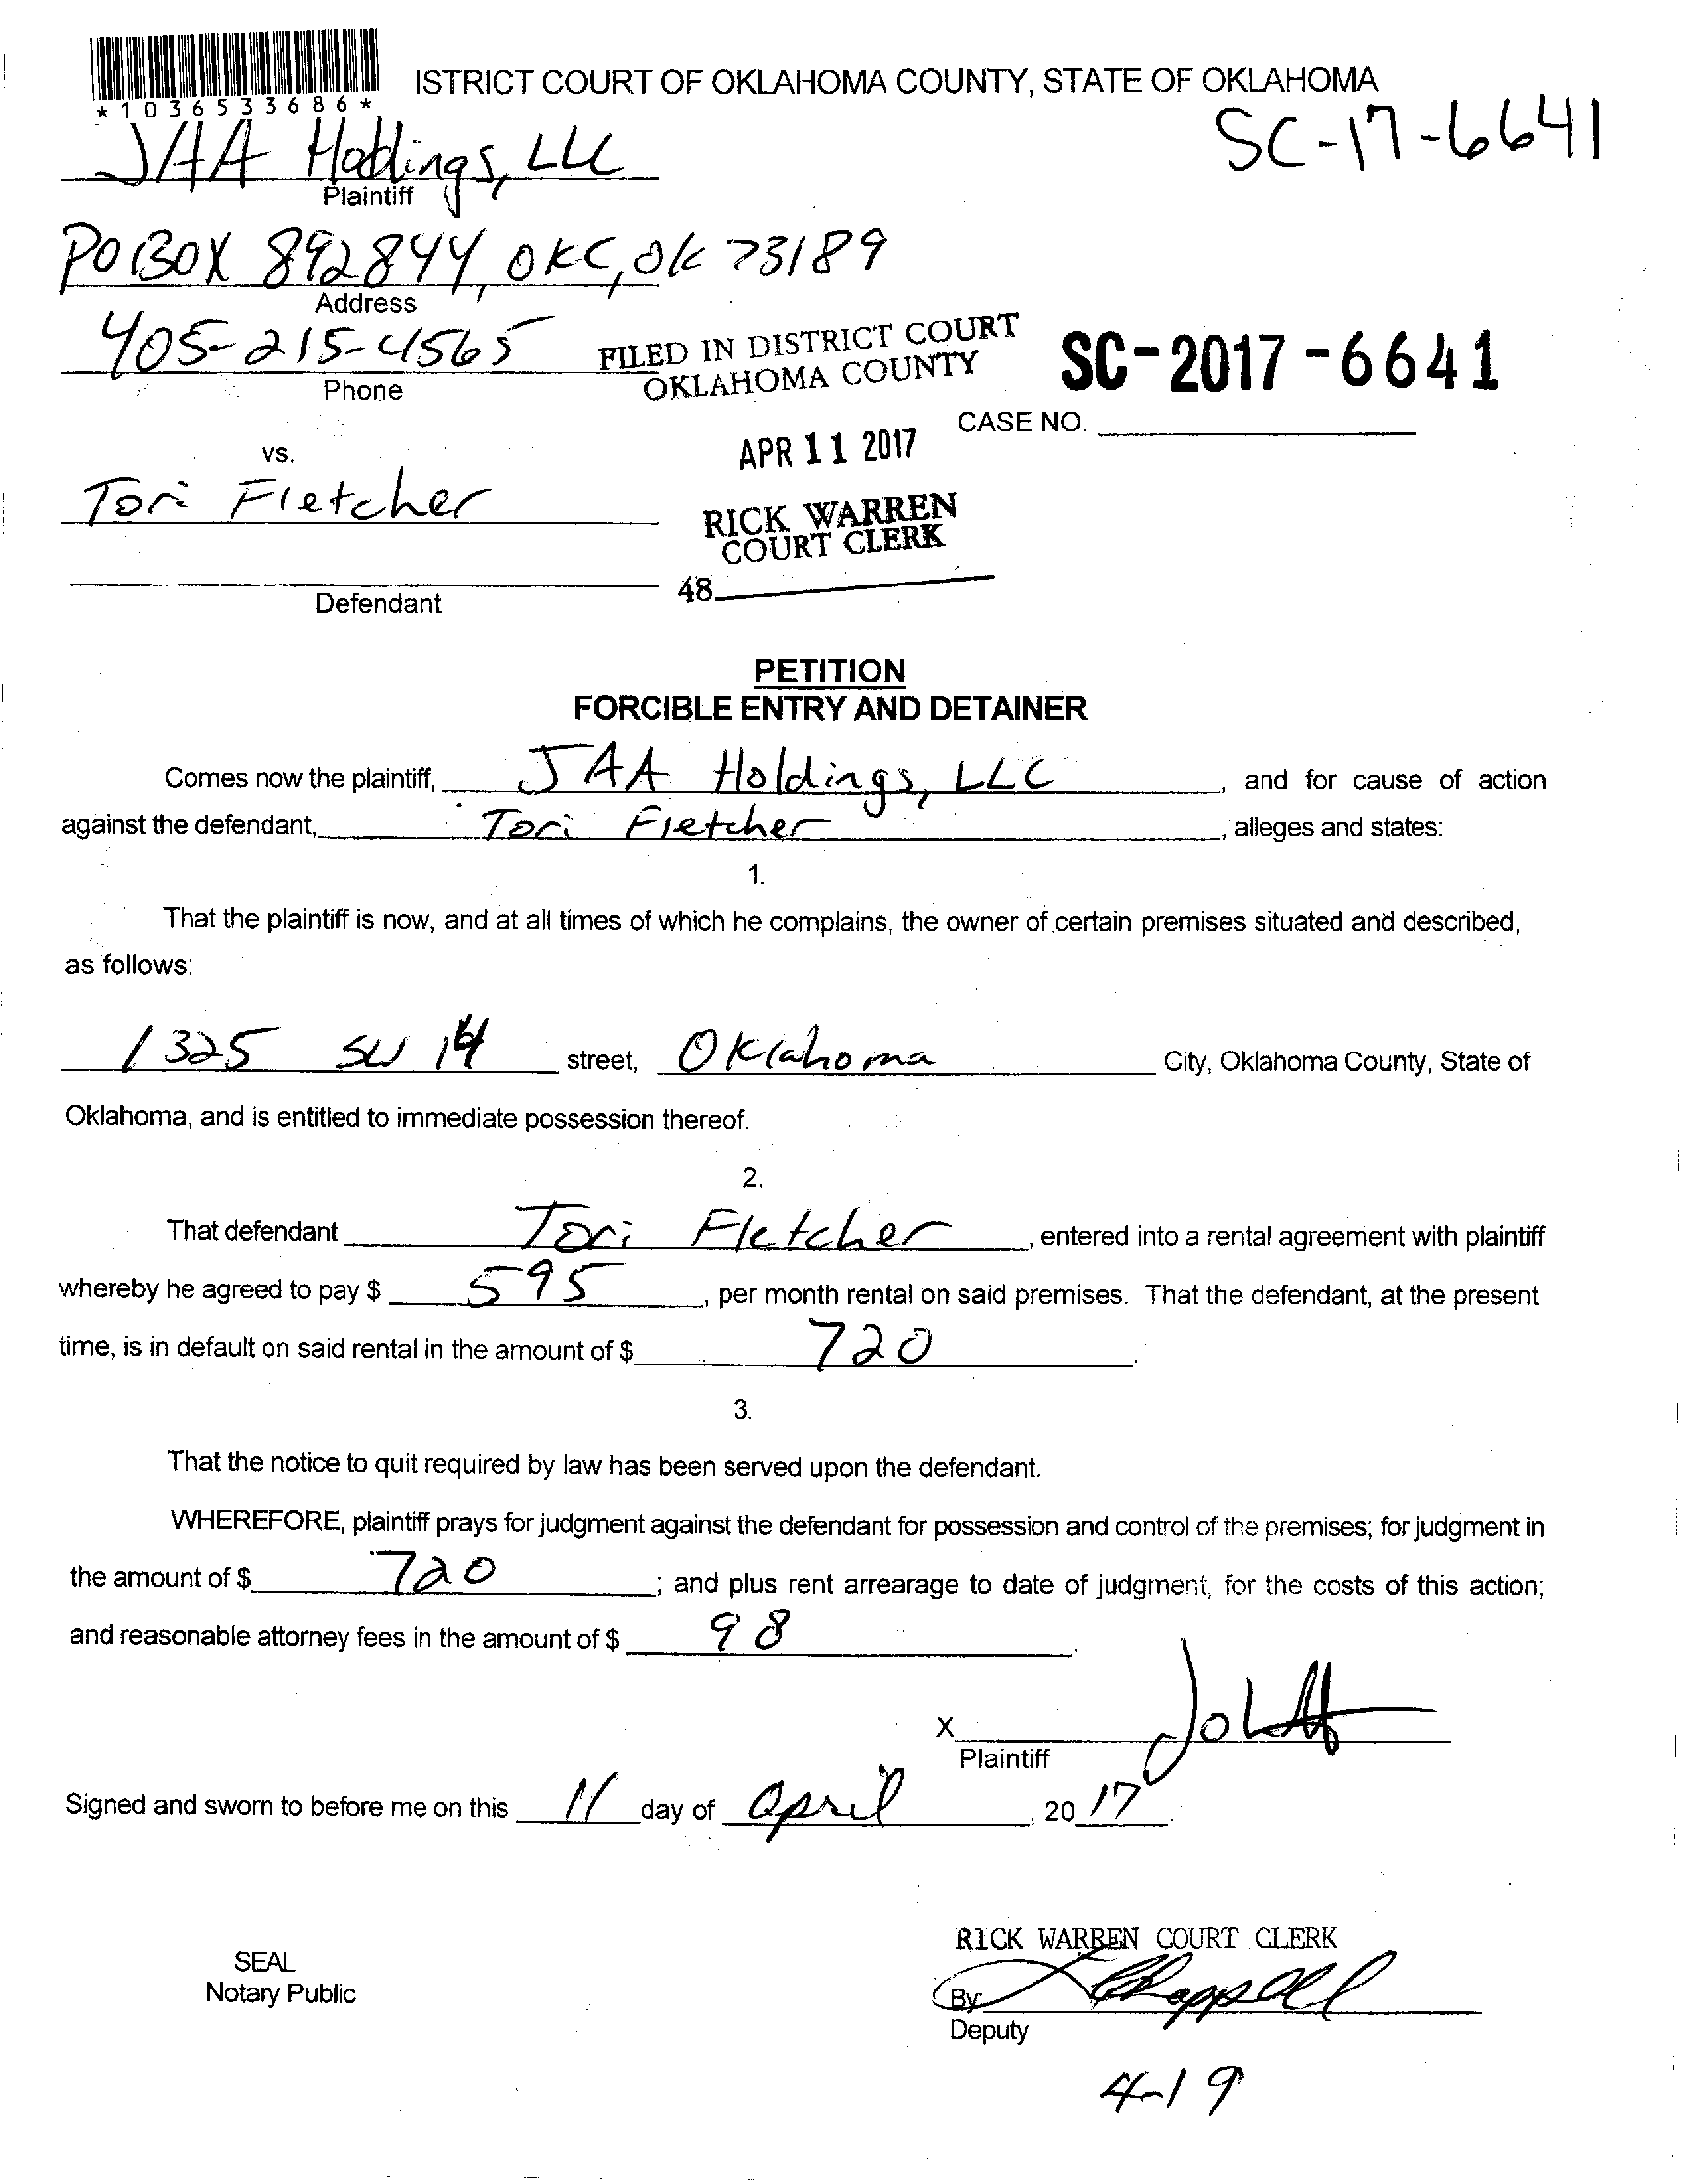 ISTRICT COURT OF OKLAHOMA COUNTY, STATE OF OKLAHOMA
*1036533686*
SC-17-6641
JAA Holdings, LLC
Plaintiff
PO BOX 892844, OKC, OK 73189
Address
405-215-4565
Phone
FILED IN DISTRICT COURT
OKLAHOMA COUNTY
SC-2017-6641
CASE NO.
APR 11 2017
vs.
Tori Fletcher
RICK WARREN
COURT CLERK
48
Defendant
PETITION
FORCIBLE ENTRY AND DETAINER
Comes now the plaintiff, JAA Holdings, LLC, and for cause of action
against the defendant, Tori Fletcher, alleges and states:
1.
That the plaintiff is now, and at all times of which he complains, the owner of certain premises situated and described,
as follows:
1325 SW 14 street, Oklahoma City, Oklahoma County, State of
Oklahoma, and is entitled to immediate possession thereof.
2.
That defendant Tori Fletcher, entered into a rental agreement with plaintiff
whereby he agreed to pay $ 595, per month rental on said premises. That the defendant, at the present
time, is in default on said rental in the amount of $ 720.
3.
That the notice to quit required by law has been served upon the defendant.
WHEREFORE, plaintiff prays for judgment against the defendant for possession and control of the premises; for judgment in
the amount of $ 720; and plus rent arrearage to date of judgment, for the costs of this action;
and reasonable attorney fees in the amount of $ 98.
X
Plaintiff
Signed and sworn to before me on this 11 day of April, 2017.
RICK WARREN COURT CLERK
SEAL
Notary Public
By
Deputy
4-19